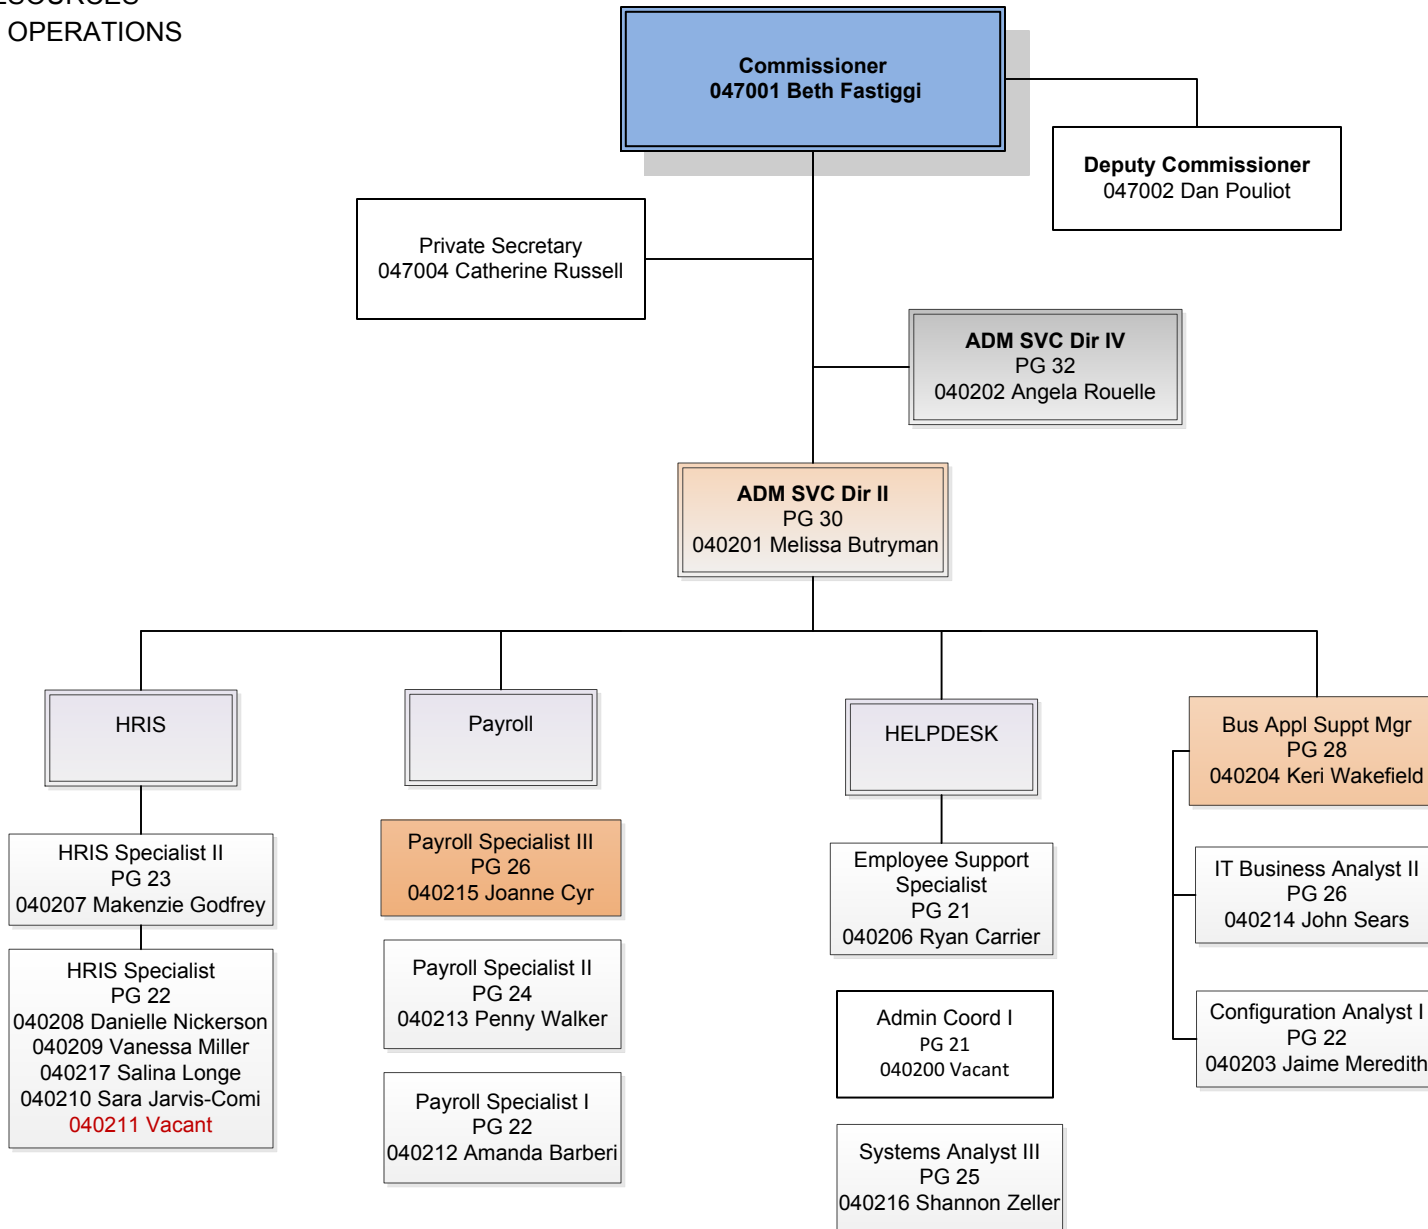 OPERATIONS
Commissioner
047001 Beth Fastiggi
Deputy Commissioner
047002 Dan Pouliot
Private Secretary
047004 Catherine Russell
ADM SVC Dir IV
PG 32
040202 Angela Rouelle
ADM SVC Dir II
PG 30
040201 Melissa Butryman
HRIS
Payroll
HELPDESK
Bus Appl Suppt Mgr
PG 28
040204 Keri Wakefield
HRIS Specialist II
PG 23
040207 Makenzie Godfrey
HRIS Specialist
PG 22
040208 Danielle Nickerson
040209 Vanessa Miller
040217 Salina Longe
040210 Sara Jarvis-Comi
040211 Vacant
Payroll Specialist III
PG 26
040215 Joanne Cyr
Payroll Specialist II
PG 24
040213 Penny Walker
Payroll Specialist I
PG 22
040212 Amanda Barberi
Employee Support
Specialist
PG 21
040206 Ryan Carrier
Admin Coord I
PG 21
040200 Vacant
Systems Analyst III
PG 25
040216 Shannon Zeller
IT Business Analyst II
PG 26
040214 John Sears
Configuration Analyst I
PG 22
040203 Jaime Meredith